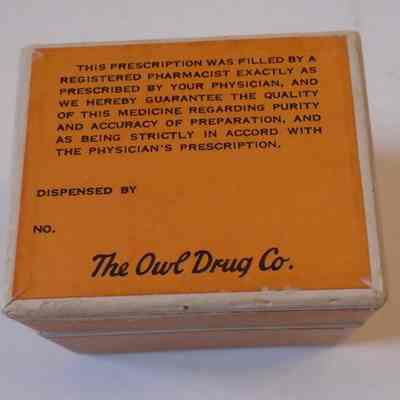 THIS PRESCRIPTION WAS FILLED BY A
REGISTERED PHARMACIST EXACTLY AS
PRESCRIBED BY YOUR PHYSICIAN, AND
WE HEREBY GUARANTEE THE QUALITY
OF THIS MEDICINE REGARDING PURITY
AND ACCURACY OF PREPARATION, AND
AS BEING STRICTLY IN ACCORD WITH
THE PHYSICIAN'S PRESCRIPTION.
DISPENSED BY
NO.
The Owl Drug Co.